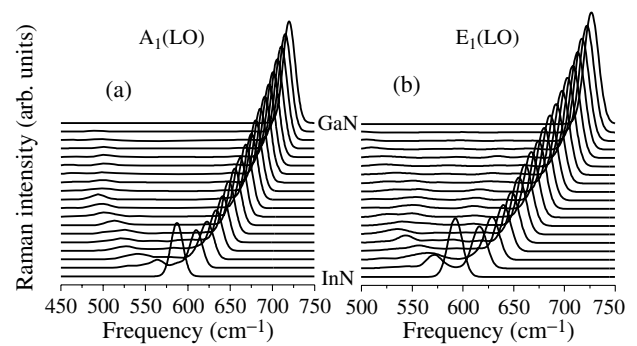 A₁(LO)
E₁(LO)
(a)
(b)
GaN
InN
Raman intensity (arb. units)
450 500 550 600 650 700 750
500 550 600 650 700 750
Frequency (cm⁻¹)
Frequency (cm⁻¹)